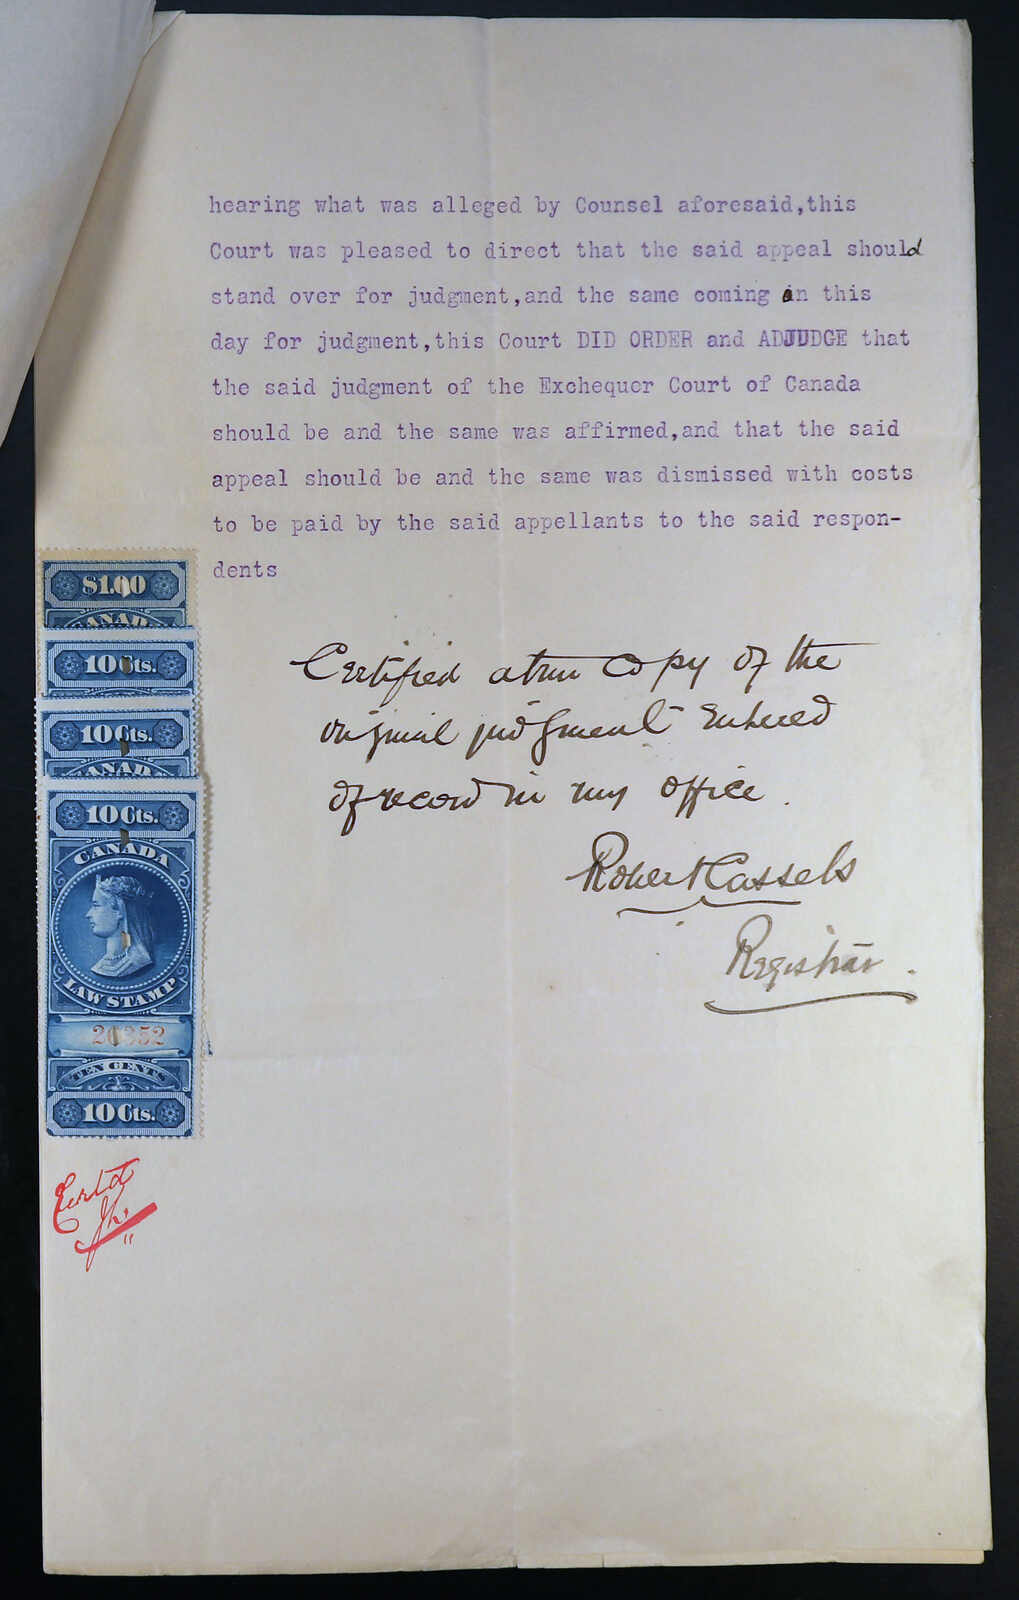 hearing what was alleged by Counsel aforesaid,this
Court was pleased to direct that the said appeal should
stand over for judgment,and the same coming on this
day for judgment,this Court DID ORDER and ADJUDGE that
the said judgment of the Exchequer Court of Canada
should be and the same was affirmed,and that the said
appeal should be and the same was dismissed with costs
to be paid by the said appellants to the said respon-
dents
$1.00
CANADA
10 Cts.
10 Cts.
CANADA
10 Cts.
CANADA
LAW STAMP
TEN CENTS
10 Cts.
Certified a true copy of the
original judgment entered
of record in my office.
Robert Cassels
Registrar.